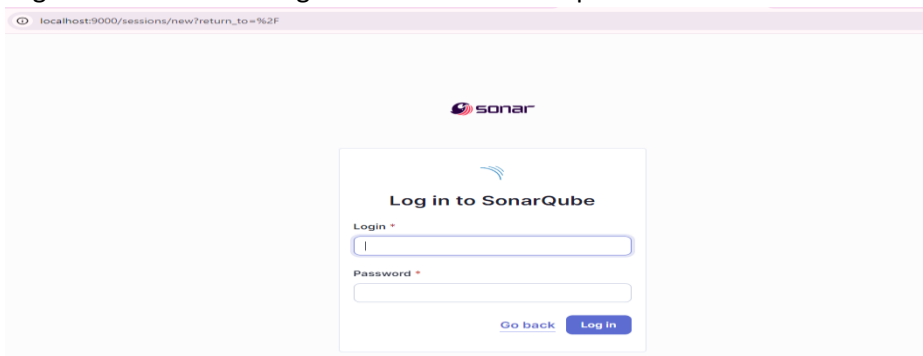 localhost:9000/sessions/new?return_to=%2F
sonar
Log in to SonarQube
Login *
Password *
Go back Log in